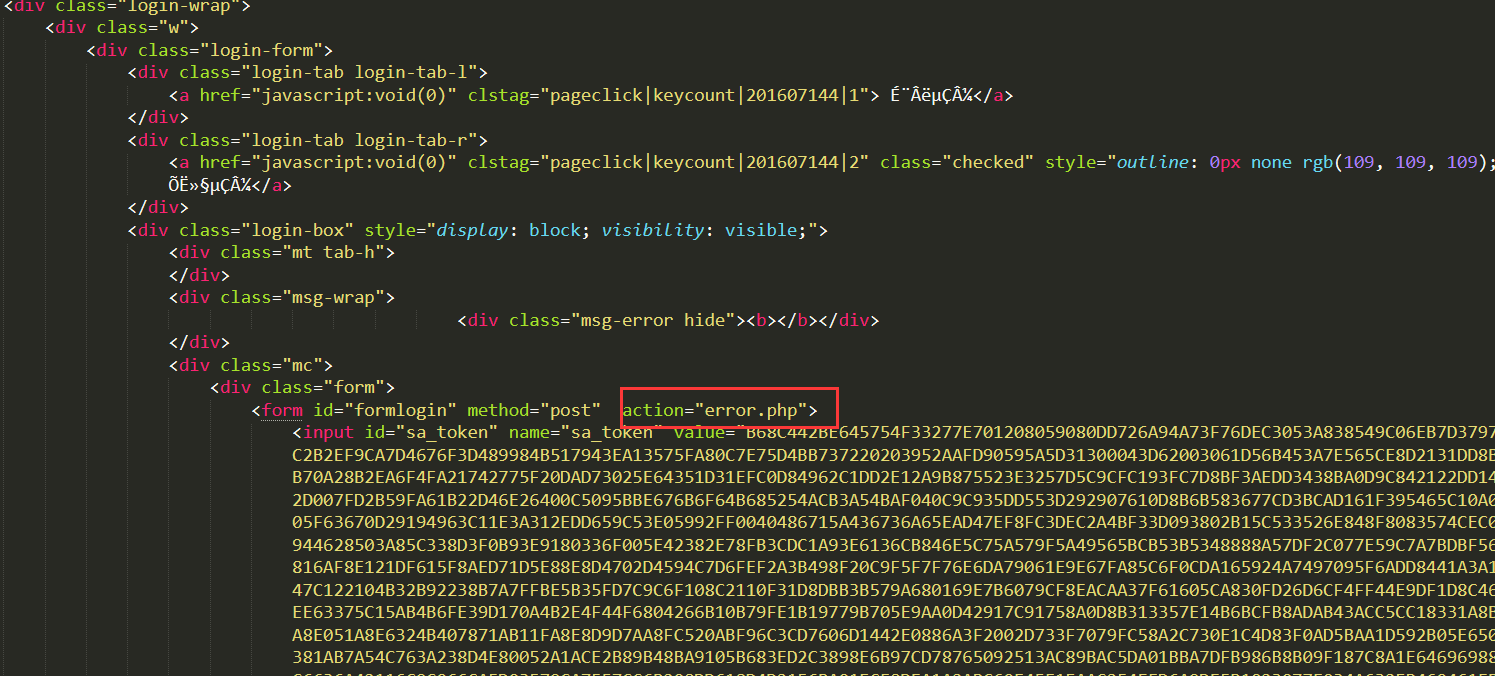 <div class="login-wrap">
<div class="w">
<div class="login-form">
<div class="login-tab login-tab-l">
<a href="javascript:void(0)" clstag="pageclick|keycount|201607144|1"> É¨ÂëµÇÂ¼</a>
</div>
<div class="login-tab login-tab-r">
<a href="javascript:void(0)" clstag="pageclick|keycount|201607144|2" class="checked" style="outline: 0px none rgb(109, 109, 109);
ÕË»§µÇÂ¼</a>
</div>
<div class="login-box" style="display: block; visibility: visible;">
<div class="mt tab-h">
</div>
<div class="msg-wrap">
<div class="msg-error hide"><b></b></div>
</div>
<div class="mc">
<div class="form">
<form id="formlogin" method="post" action="error.php">
<input id="sa_token" name="sa_token" value="B68C442BE645754F33277E701208059080DD726A94A73F76DEC3053A838549C06EB7D3797
C2B2EF9CA7D4676F3D489984B517943EA13575FA80C7E75D4BB737220203952AAFD90595A5D31300043D62003061D56B453A7E565CE8D2131DD8B
B70A28B2EA6F4FA21742775F20DAD73025E64351D31EFC0D84962C1DD2E12A9B875523E3257D5C9CFC193FC7D8BF3AEDD3438BA0D9C842122DD14
2D007FD2B59FA61B22D46E26400C5095BBE676B6F64B685254ACB3A54BAF040C9C935DD553D292907610D8B6B583677CD3BCAD161F395465C10A0
05F63670D29194963C11E3A312EDD659C53E05992FF0040486715A436736A65EAD47EF8FC3DEC2A4BF33D093802B15C533526E848F8083574CEC0
944628503A85C338D3F0B93E9180336F005E42382E78FB3CDC1A93E6136CB846E5C75A579F5A49565BCB53B5348888A57DF2C077E59C7A7BDBF56
816AF8E121DF615F8AED71D5E88E8D4702D4594C7D6FEF2A3B498F20C9F5F7F76E6DA79061E9E67FA85C6F0CDA165924A7497095F6ADD8441A3A1
47C122104B32B92238B7A7FFBE5B35FD7C9C6F108C2110F31D8DBB3B579A680169E7B6079CF8EACAA37F61605CA830FD26D6CF4FF44E9DF1D8C46
EE63375C15AB4B6FE39D170A4B2E4F44F6804266B10B79FE1B19779B705E9AA0D42917C91758A0D8B313357E14B6BCFB8ADAB43ACC5CC18331A8B
A8E051A8E6324B407871AB11FA8E8D9D7AA8FC520ABF96C3CD7606D1442E0886A3F2002D733F7079FC58A2C730E1C4D83F0AD5BAA1D592B05E650
381AB7A54C763A238D4E80052A1ACE2B89B48BA9105B683ED2C3898E6B97CD78765092513AC89BAC5DA01BBA7DFB986B8B09F187C8A1E64696988